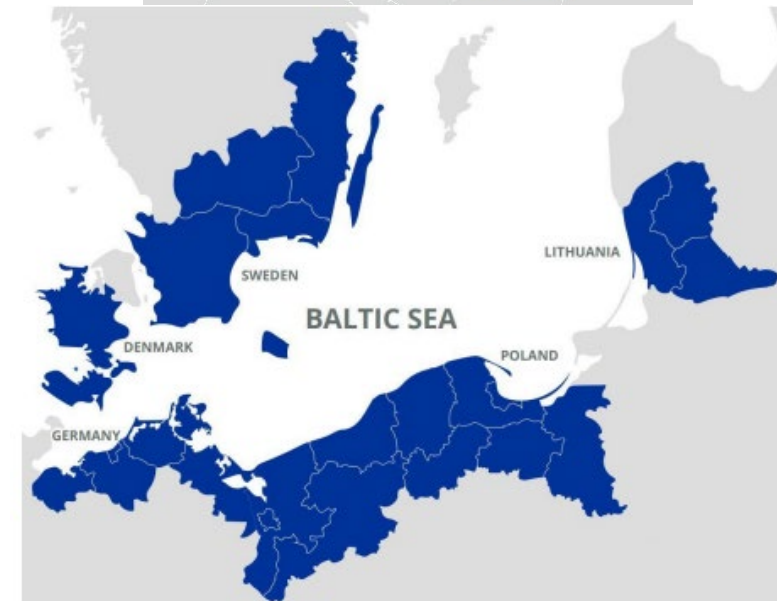 LITHUANIA
SWEDEN
BALTIC SEA
DENMARK
POLAND
GERMANY